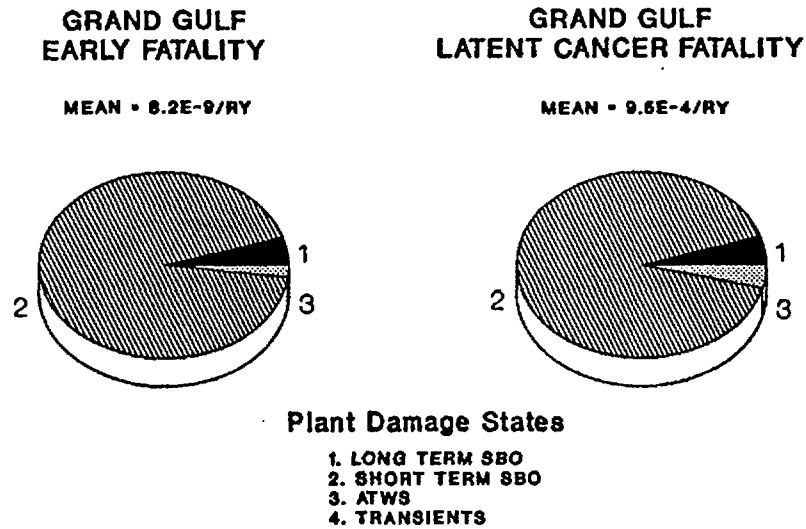 GRAND GULF
EARLY FATALITY
MEAN = 8.2E-9/RY
1
2
3
GRAND GULF
LATENT CANCER FATALITY
MEAN = 9.5E-4/RY
1
2
3
Plant Damage States
1. LONG TERM SBO
2. SHORT TERM SBO
3. ATWS
4. TRANSIENTS